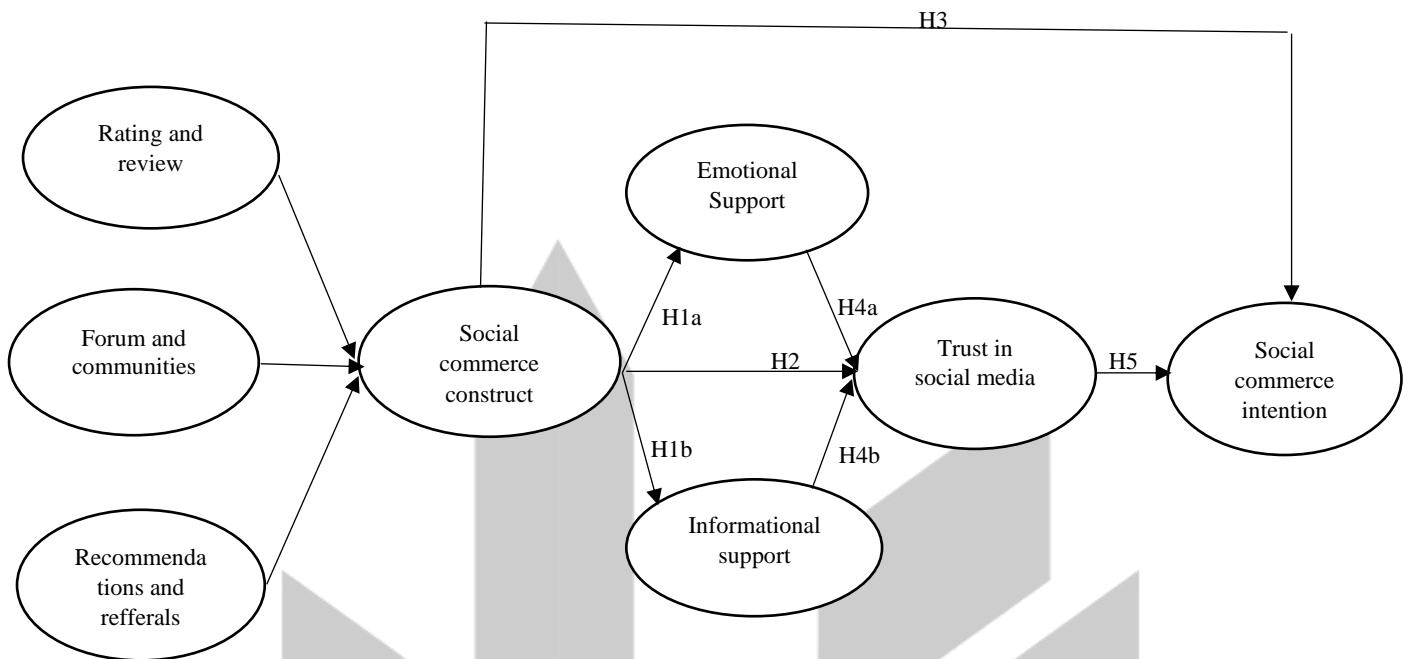 H3
Rating and
review
Emotional
Support
H1a
H4a
Forum and
communities
Social
commerce
construct
H2
Trust in
social media
H5
Social
commerce
intention
H1b
H4b
Informational
support
Recommenda
tions and
refferals